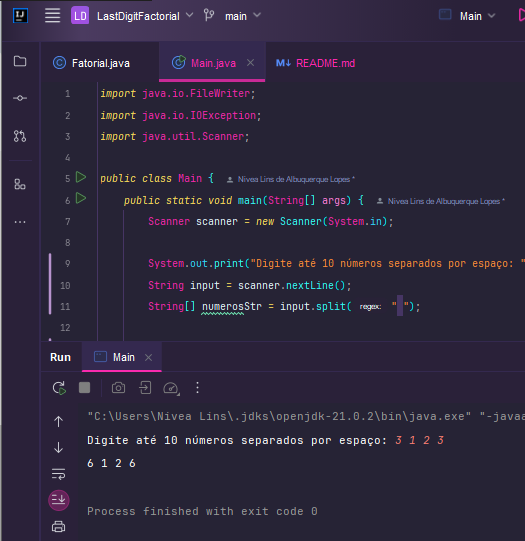 IJ LD LastDigitFactorial main Main
Fatorial.java Main.java M↓ README.md
1 import java.io.FileWriter;
2 import java.io.IOException;
3 import java.util.Scanner;
4
5 public class Main { Nivea Lins de Albuquerque Lopes *
6 public static void main(String[] args) { Nivea Lins de Albuquerque Lopes *
7 Scanner scanner = new Scanner(System.in);
8
9 System.out.print("Digite até 10 números separados por espaço: "
10 String input = scanner.nextLine();
11 String[] numerosStr = input.split( regex: " ");
12
Run Main
"C:\Users\Nivea Lins\.jdks\openjdk-21.0.2\bin\java.exe" "-javaa
Digite até 10 números separados por espaço: 3 1 2 3
6 1 2 6
Process finished with exit code 0